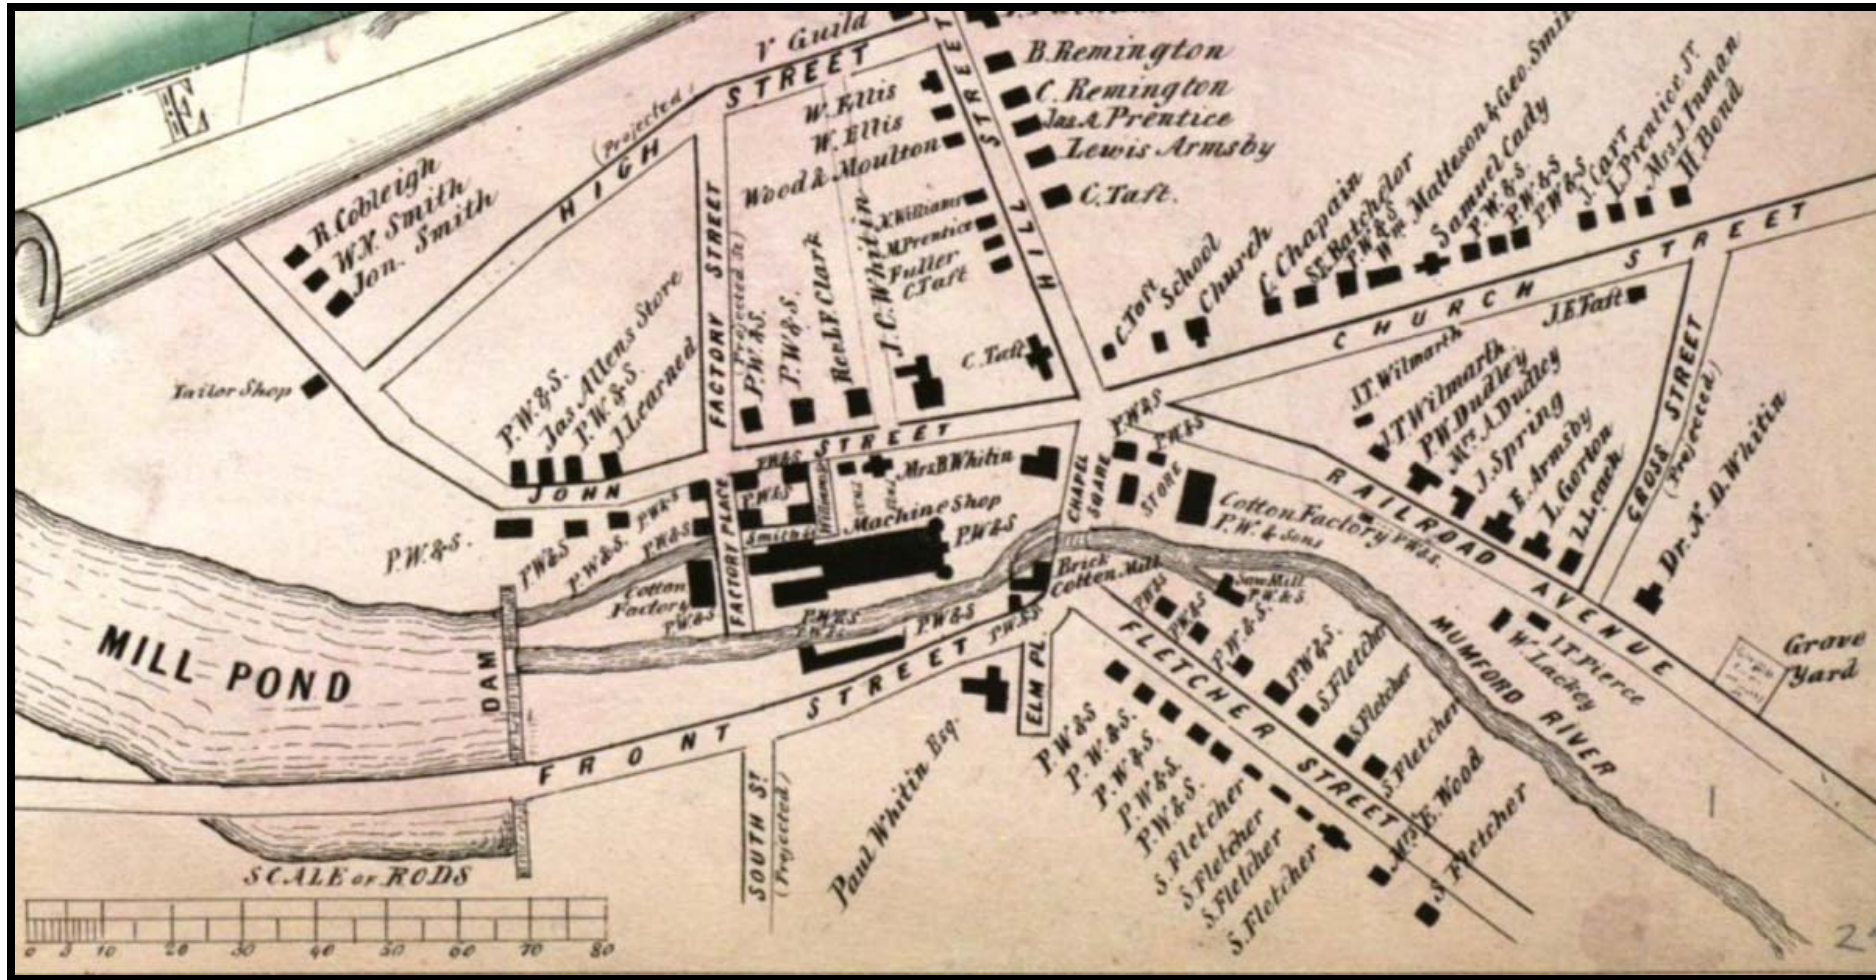 E
V Guild
HIGH STREET
(Projected)
HILL STREET
B. Remington
C. Remington
Jas. A. Prentice
Lewis Armsby
C. Taft.
W. Ellis
W. Ellis
Wood & Moulton
N. Williams
M. Prentice
Fuller
C. Taft
C. Taft
R. Cobleigh
W. N. Smith
Jon. Smith
Tailor Shop
P. W. & S.
Jas Allens Store
P. W. & S.
J. Learned
FACTORY STREET
(Projected St)
P. W. & S.
P. W. & S.
Rev L F Clark
J. C. Whitin
C. Taft
School
Church
C. Chapain
S. E. Batchelor
P. W. & S.
Wm Matteson & Geo. Smi
Samuel Cady
P. W. & S.
P. W. & S
P. W. & S
J. Carr
L. Prentice Jr
Mrs J. Inman
H. Bond
CHURCH STREET
J. E. Taft
J T. Wilmarth
J. T. Wilmarth
P. W. Dudley
Mrs A. Dudley
J. Spring
E. Armsby
L. Gorton
CROSS STREET
(Projected)
Dr. N. D. Whitin
JOHN STREET
P. W. & S.
P. W. & S
P. W. & S.
P. W. & S
P. W. & S
FACTORY PLACE
P W & S
P W & S
Williams
Smith St
Mrs B. Whitin
Machine Shop
P. W. & S
CHAPEL SQUARE
P. W. & S
P. W. & S
STORE
Cotton Factory
P. W. & Sons
P. W. & S.
RAILROAD AVENUE
Cotton Factory
P. W. & S
P. W. & S
P. W. & S
P. W. & S.
Brick
Cotton Mill
Saw Mill
P. W. & S.
MILL POND
DAM
FRONT STREET
SOUTH ST
(Projected)
Paul Whitin Esq.
ELM PL.
FLETCHER STREET
P W & S
P W & S
P. W. & S.
P. W. & S.
S. Fletcher
S. Fletcher
S. Fletcher
Mrs E. Wood
S. Fletcher
P. W. & S
P. W. & S.
P. W. & S.
P. W. & S.
P. W. & S.
S. Fletcher
S. Fletcher
S. Fletcher
S. Fletcher
MUMFORD RIVER
W. Lackey
I. T. Pierce
Grave Yard
SCALE OF RODS
0 5 10 20 30 40 50 60 70 80